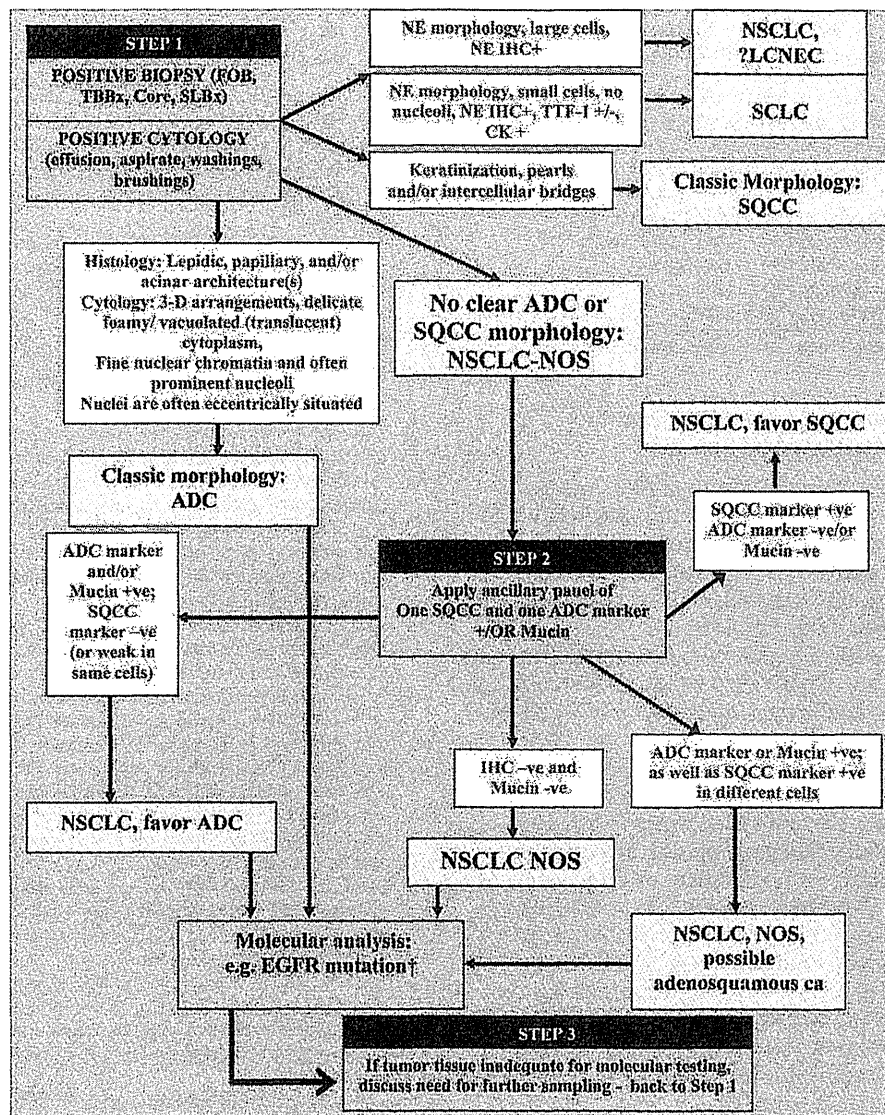 STEP 1
POSITIVE BIOPSY (FOB,
TBBx, Core, SLBx)
POSITIVE CYTOLOGY
(effusion, aspirate, washings,
brushings)
NE morphology, large cells,
NE IHC+
NSCLC,
?LCNEC
NE morphology, small cells, no
nucleoli, NE IHC+, TTF-1 +/-,
CK +
SCLC
Keratinization, pearls
and/or intercellular bridges
Classic Morphology:
SQCC
Histology: Lepidic, papillary, and/or
acinar architecture(s)
Cytology: 3-D arrangements, delicate
foamy/ vacuolated (translucent)
cytoplasm,
Fine nuclear chromatin and often
prominent nucleoli
Nuclei are often eccentrically situated
No clear ADC or
SQCC morphology:
NSCLC-NOS
Classic morphology:
ADC
NSCLC, favor SQCC
SQCC marker +ve
ADC marker -ve/or
Mucin -ve
ADC marker
and/or
Mucin +ve;
SQCC
marker –ve
(or weak in
same cells)
STEP 2
Apply ancillary panel of
One SQCC and one ADC marker
+/OR Mucin
IHC –ve and
Mucin -ve
ADC marker or Mucin +ve;
as well as SQCC marker +ve
in different cells
NSCLC, favor ADC
NSCLC NOS
Molecular analysis:
e.g. EGFR mutation†
NSCLC, NOS,
possible
adenosquamous ca
STEP 3
If tumor tissue inadequate for molecular testing,
discuss need for further sampling – back to Step 1